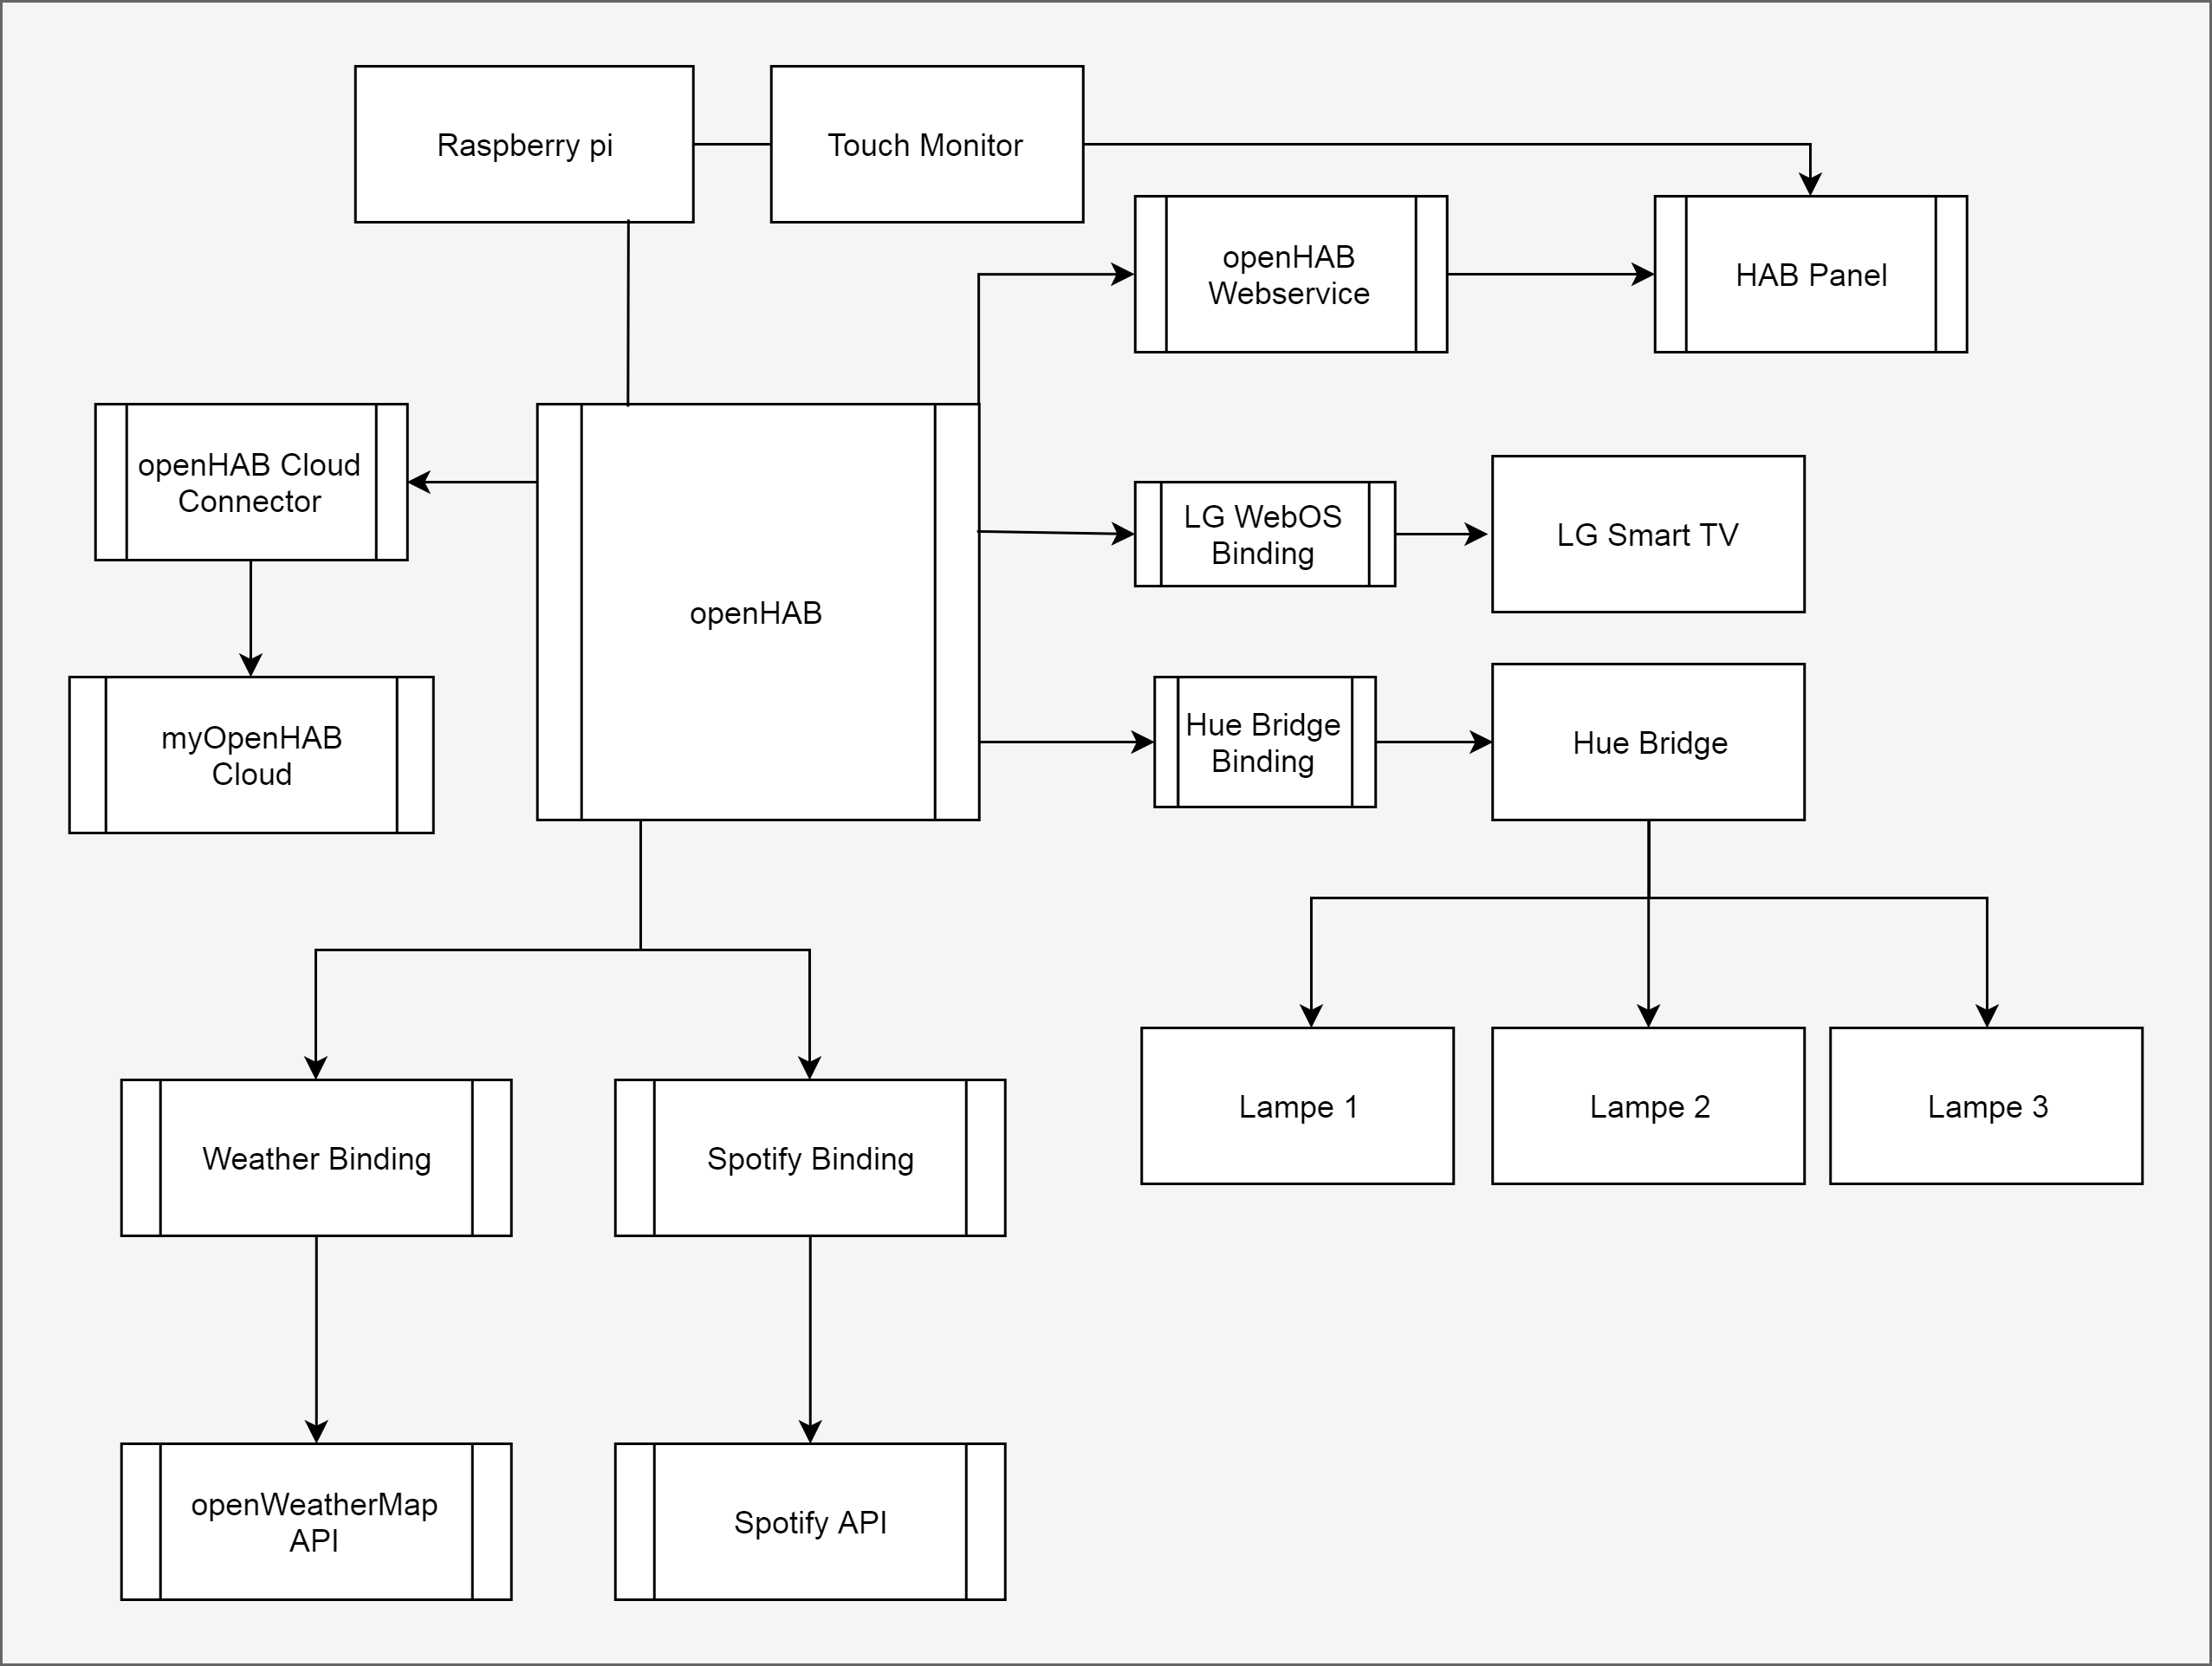 Raspberry pi
Touch Monitor
openHAB
Webservice
HAB Panel
openHAB Cloud
Connector
openHAB
LG WebOS
Binding
LG Smart TV
myOpenHAB
Cloud
Hue Bridge
Binding
Hue Bridge
Weather Binding
Spotify Binding
Lampe 1
Lampe 2
Lampe 3
openWeatherMap
API
Spotify API